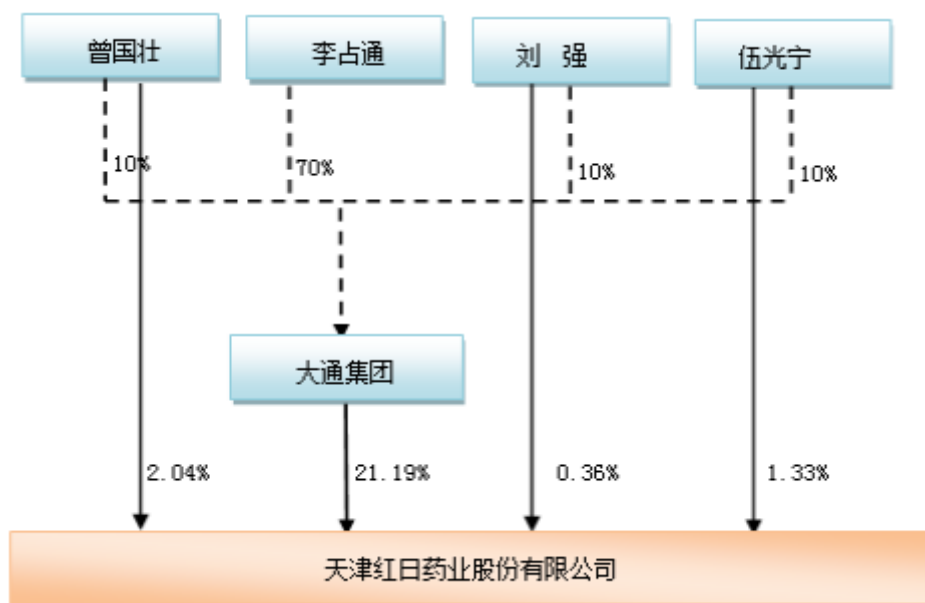 曾国壮
李占通
刘 强
伍光宁
10%
70%
10%
10%
大通集团
2.04%
21.19%
0.36%
1.33%
天津红日药业股份有限公司